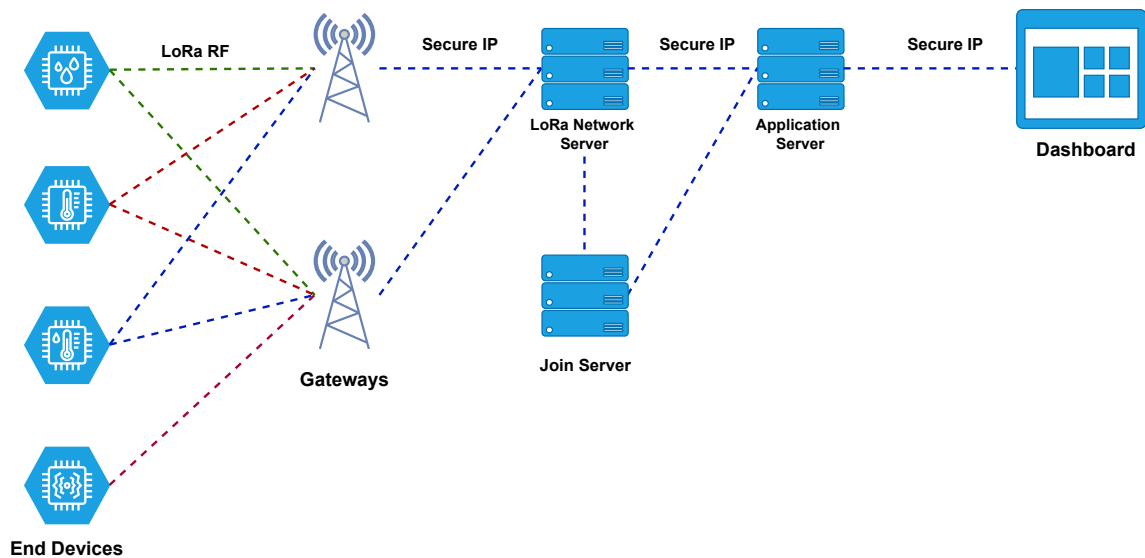 LoRa RF
Secure IP
Secure IP
Secure IP
LoRa Network
Server
Application
Server
Dashboard
Join Server
Gateways
End Devices